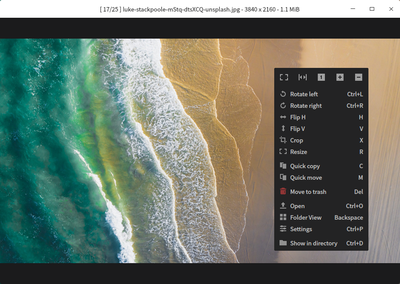 [ 17/25 ] luke-stackpoole-mStq-dtsXCQ-unsplash.jpg - 3840 x 2160 - 1.1 MiB
1
Rotate left Ctrl+L
Rotate right Ctrl+R
Flip H H
Flip V V
Crop X
Resize R
Quick copy C
Quick move M
Move to trash Del
Open Ctrl+O
Folder View Backspace
Settings Ctrl+P
Show in directory Ctrl+D